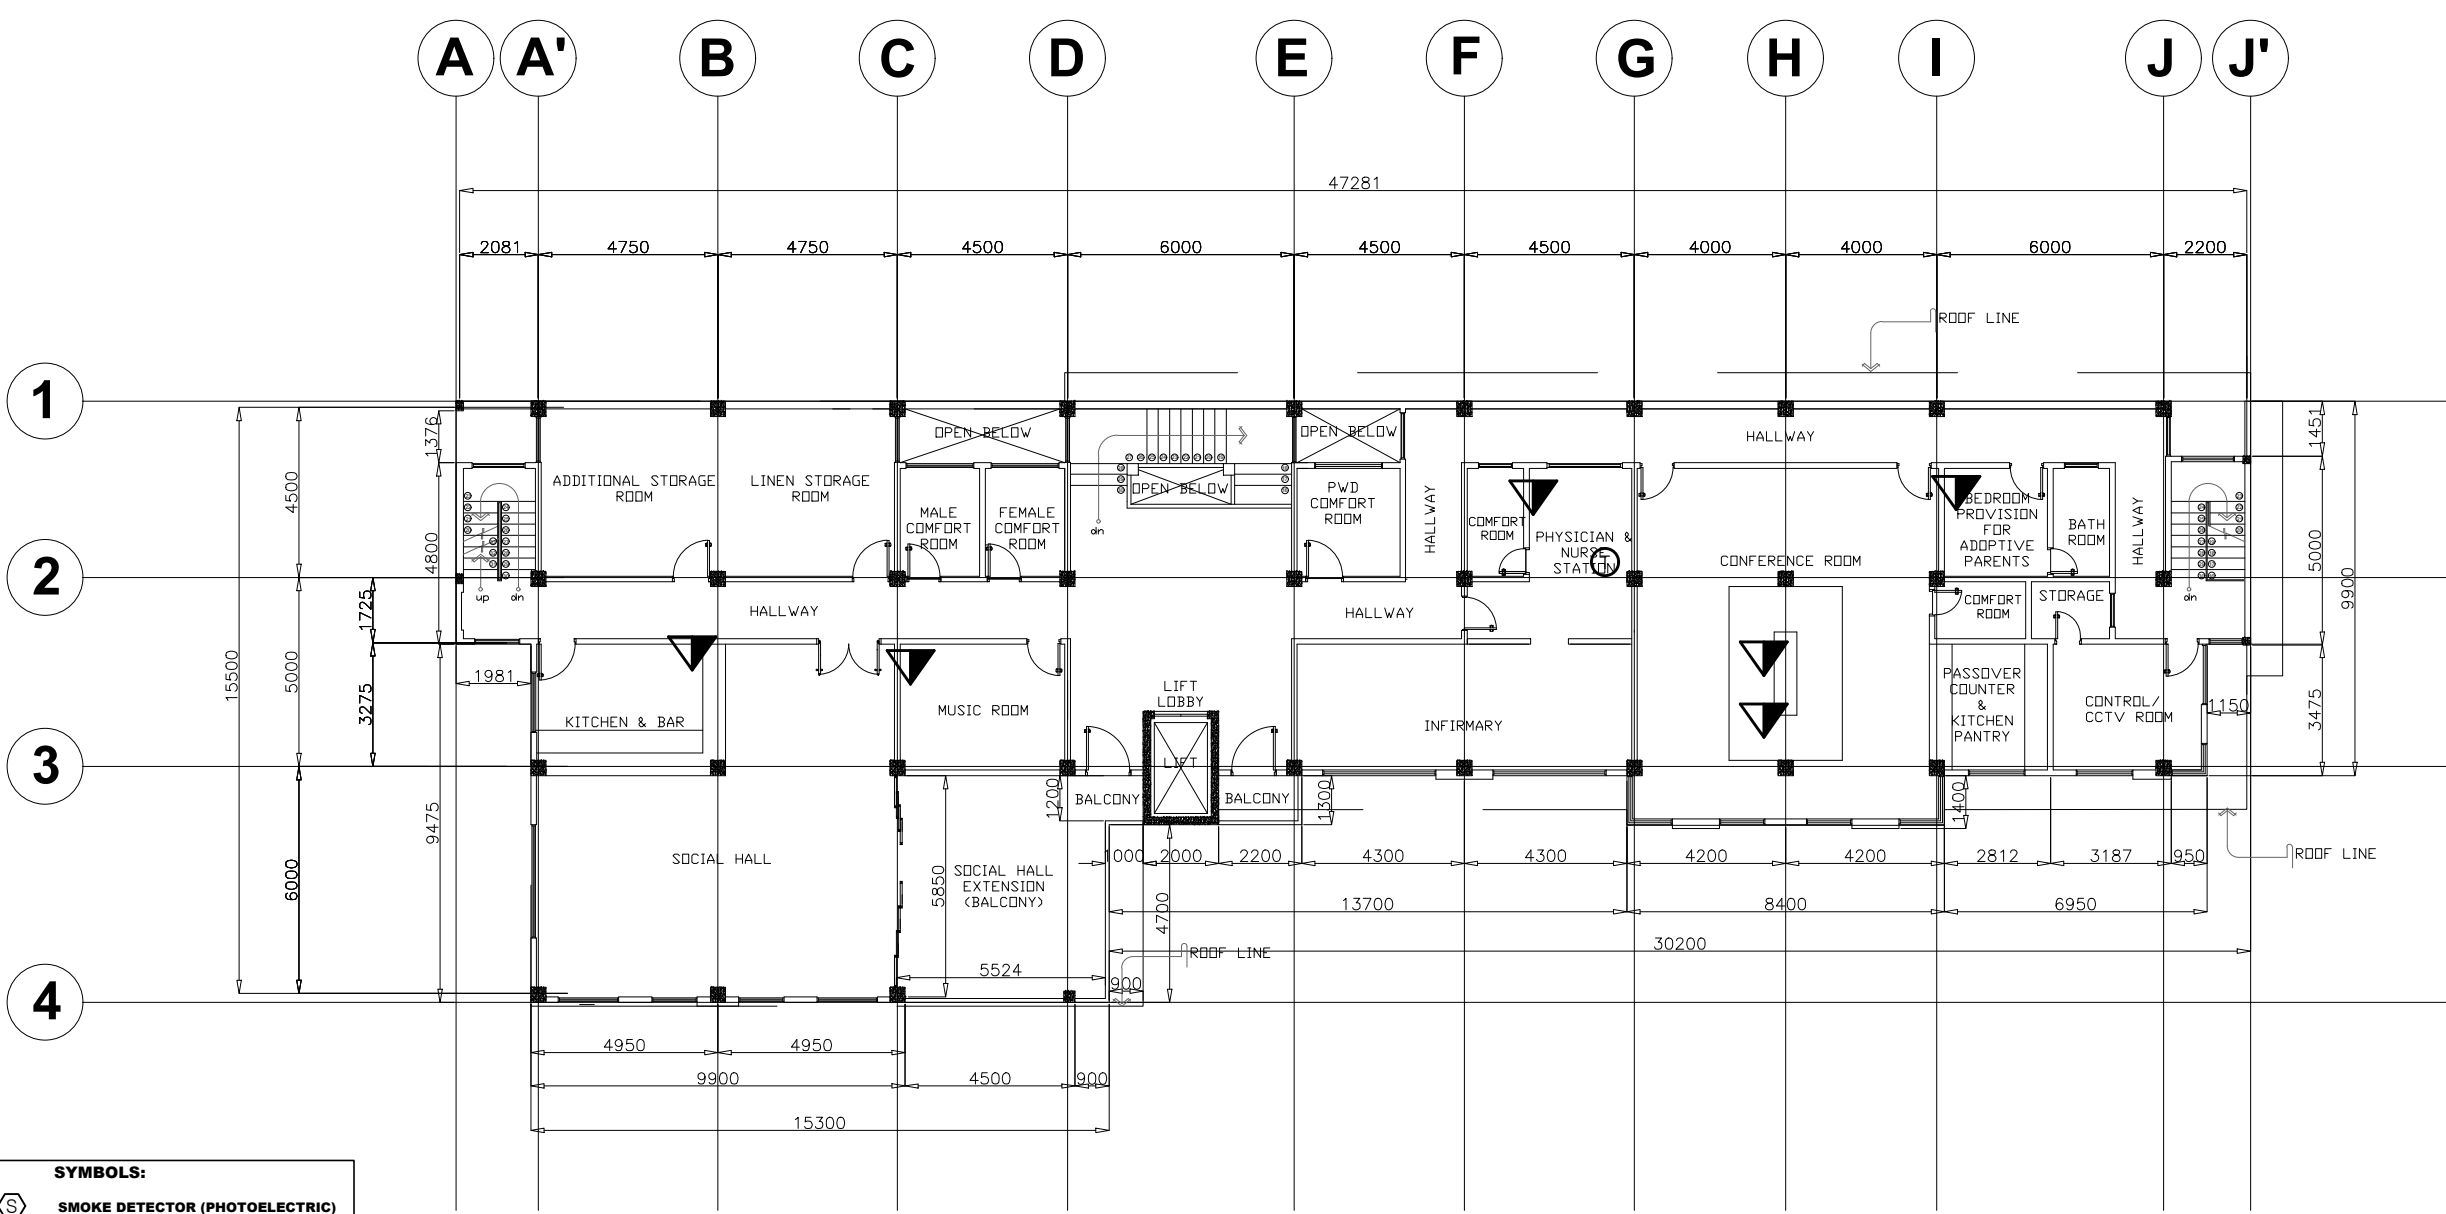 A A' B C D E F G H I J J'
47281
2081 4750 4750 4500 6000 4500 4500 4000 4000 6000 2200
ROOF LINE
1
1376
OPEN BELOW
OPEN BELOW
HALLWAY
1451
4500
ADDITIONAL STORAGE
ROOM
LINEN STORAGE
ROOM
OPEN BELOW
PWD
COMFORT
ROOM
HALLWAY
BEDROOM
PROVISION
FOR
ADOPTIVE
PARENTS
MALE
COMFORT
ROOM
FEMALE
COMFORT
ROOM
dn
COMFORT
ROOM
PHYSICIAN &
NURSE
STATION
CONFERENCE ROOM
BATH
ROOM
HALLWAY
5000
4800
2
up dn
dn
9900
1725
HALLWAY
HALLWAY
COMFORT
ROOM
STORAGE
15500
5000
3275
1981
KITCHEN & BAR
MUSIC ROOM
LIFT
LOBBY
INFIRMARY
PASSOVER
COUNTER
&
KITCHEN
PANTRY
CONTROL/
CCTV ROOM
1150
3475
3
LIFT
1200
BALCONY
BALCONY
1300
1400
9475
6000
SOCIAL HALL
5850
SOCIAL HALL
EXTENSION
(BALCONY)
1000 2000 2200 4300 4300 4200 4200 2812 3187 950
ROOF LINE
4700
13700 8400 6950
30200
ROOF LINE
5524
900
4
4950 4950
9900 4500 900
15300
SYMBOLS:
S SMOKE DETECTOR (PHOTOELECTRIC)